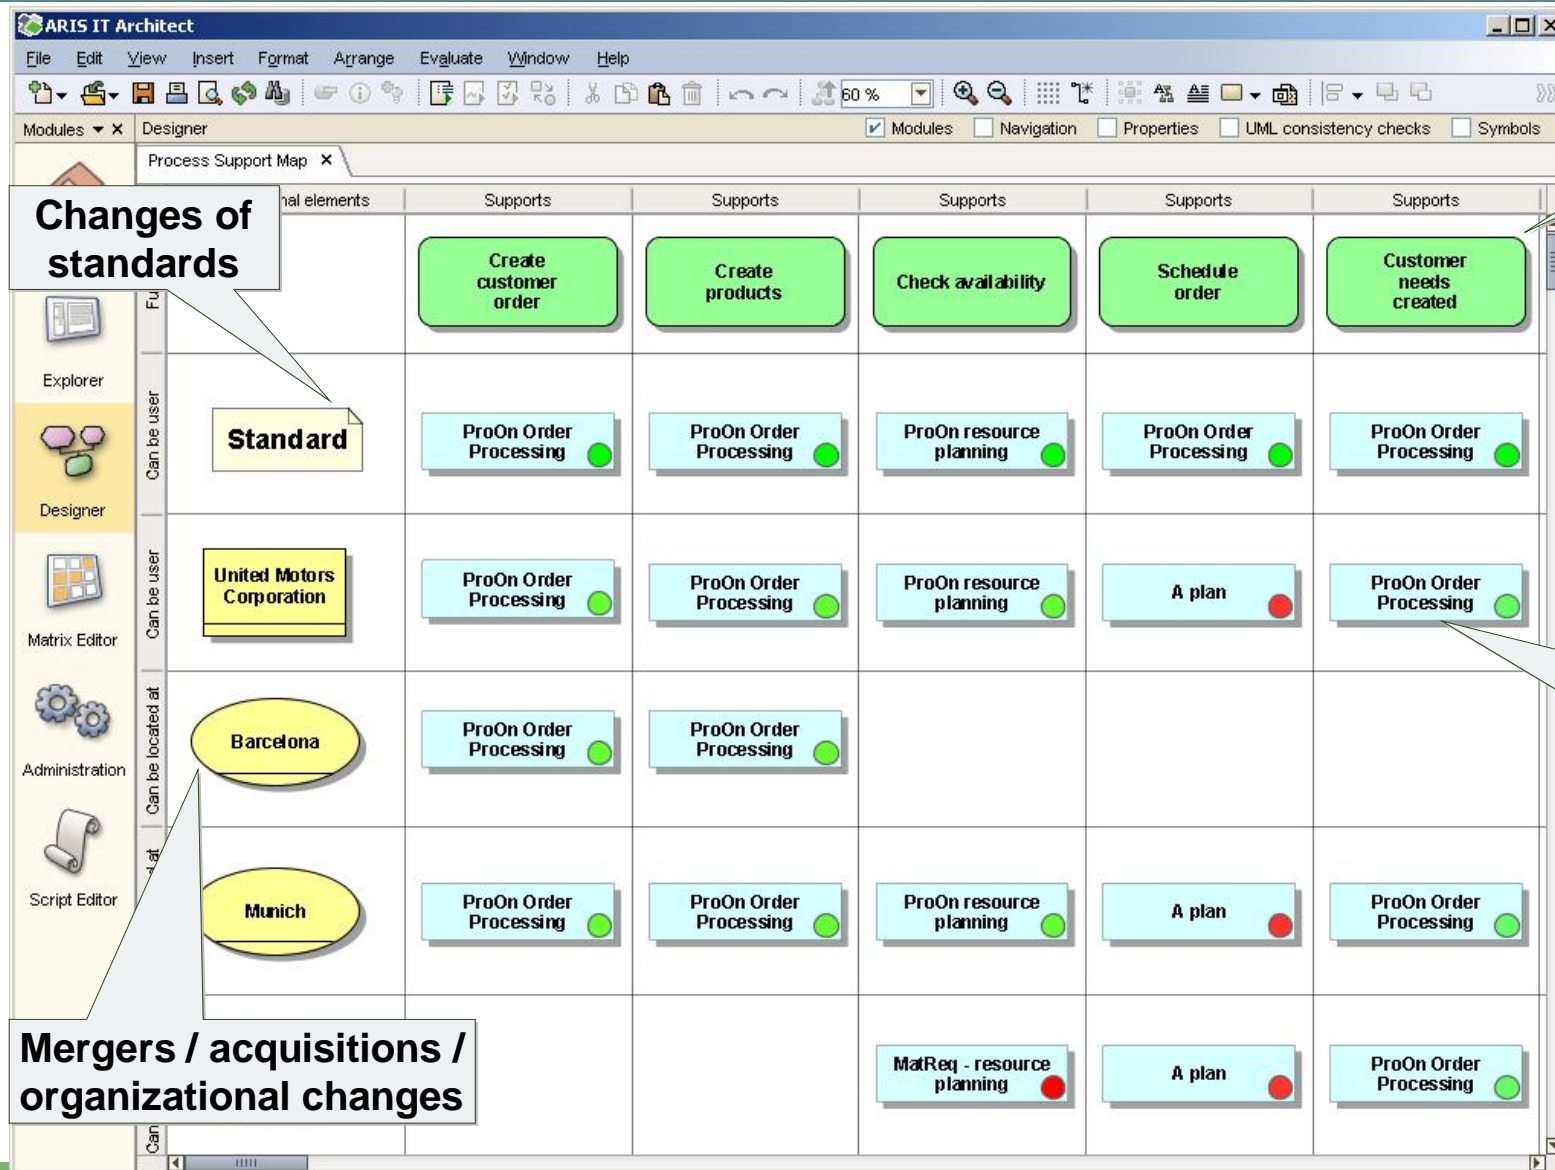 ARIS IT Architect
File Edit View Insert Format Arrange Evaluate Window Help
60 %
Modules Designer Modules Navigation Properties UML consistency checks Symbols
Process Support Map
nal elements Supports Supports Supports Supports Supports
Changes of
standards
Create
customer
order
Create
products
Check availability
Schedule
order
Customer
needs
created
Fu
Explorer
Can be user
Standard
ProOn Order
Processing
ProOn Order
Processing
ProOn resource
planning
ProOn Order
Processing
ProOn Order
Processing
Designer
Can be user
United Motors
Corporation
ProOn Order
Processing
ProOn Order
Processing
ProOn resource
planning
A plan
ProOn Order
Processing
Matrix Editor
Can be located at
Barcelona
ProOn Order
Processing
ProOn Order
Processing
Administration
at
Munich
ProOn Order
Processing
ProOn Order
Processing
ProOn resource
planning
A plan
ProOn Order
Processing
Script Editor
Mergers / acquisitions /
organizational changes
Can
MatReq - resource
planning
A plan
ProOn Order
Processing